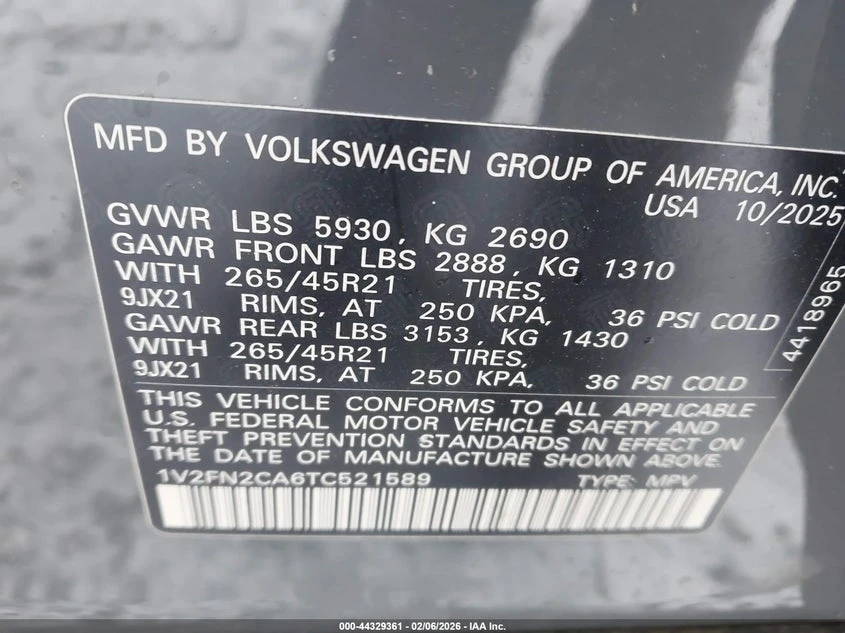 MFD BY VOLKSWAGEN GROUP OF AMERICA, INC.
USA 10/2025
GVWR LBS 5930, KG 2690
GAWR FRONT LBS 2888, KG 1310
WITH 265/45R21 TIRES,
9JX21 RIMS, AT 250 KPA, 36 PSI COLD
GAWR REAR LBS 3153, KG 1430
WITH 265/45R21 TIRES,
9JX21 RIMS, AT 250 KPA, 36 PSI COLD
4418965
THIS VEHICLE CONFORMS TO ALL APPLICABLE
U.S. FEDERAL MOTOR VEHICLE SAFETY AND
THEFT PREVENTION STANDARDS IN EFFECT ON
THE DATE OF MANUFACTURE SHOWN ABOVE.
1V2FN2CA6TC521589 TYPE: MPV
000-44329361 | 02/06/2026 - IAA Inc.